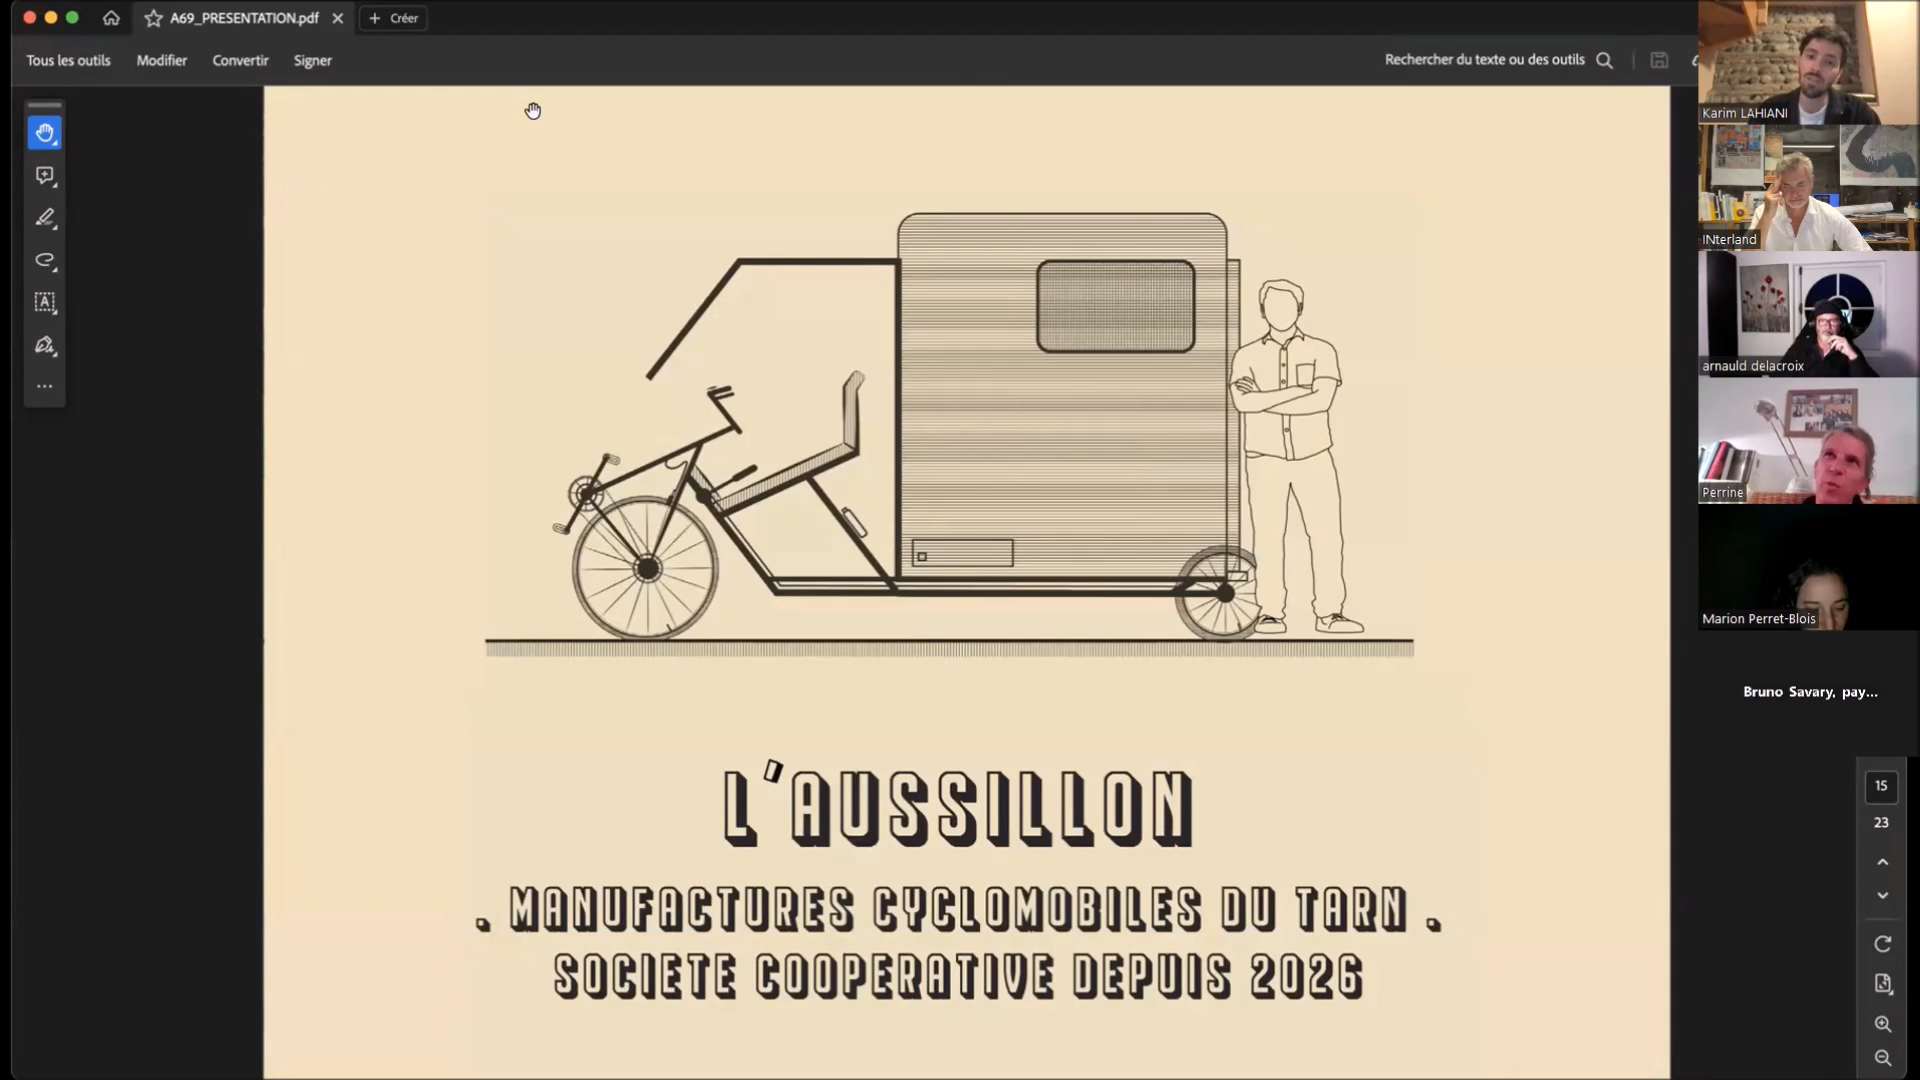 A69_PRESENTATION.pdf
Créer
Tous les outils
Modifier
Convertir
Signer
Rechercher du texte ou des outils
Karim LAHIANI
INterland
arnauld delacroix
Perrine
Marion Perret-Blois
Bruno Savary, pay...
L'AUSSILLON
. MANUFACTURES CYCLOMOBILES DU TARN .
SOCIETE COOPERATIVE DEPUIS 2026
15
23